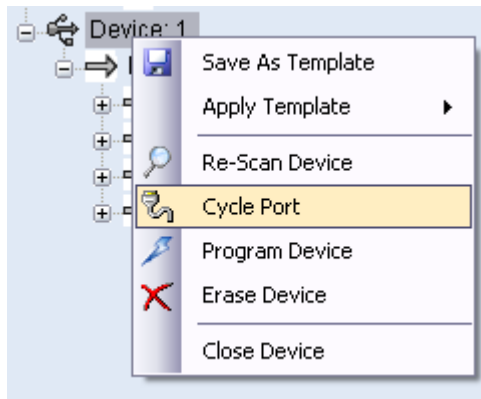 Device: 1
Save As Template
Apply Template
Re-Scan Device
Cycle Port
Program Device
Erase Device
Close Device